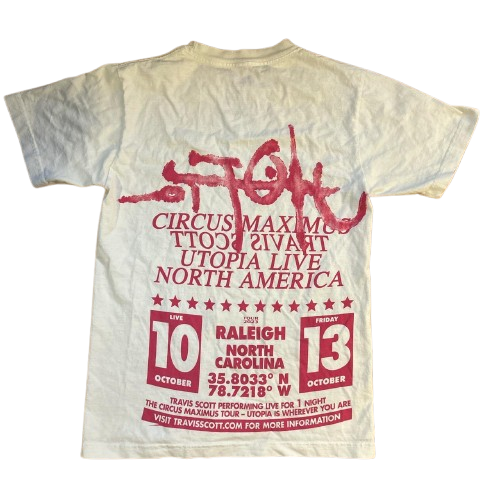 CIRCUS MAXIMUS
TRAVIS
SCOTT
UTOPIA LIVE
NORTH AMERICA
LIVE
10
OCTOBER
TOUR
2023
RALEIGH
NORTH
CAROLINA
35.8033° N
78.7218° W
FRIDAY
13
OCTOBER
TRAVIS SCOTT PERFORMING LIVE FOR 1 NIGHT
THE CIRCUS MAXIMUS TOUR – UTOPIA IS WHEREVER YOU ARE
VISIT TRAVISSCOTT.COM FOR MORE INFORMATION